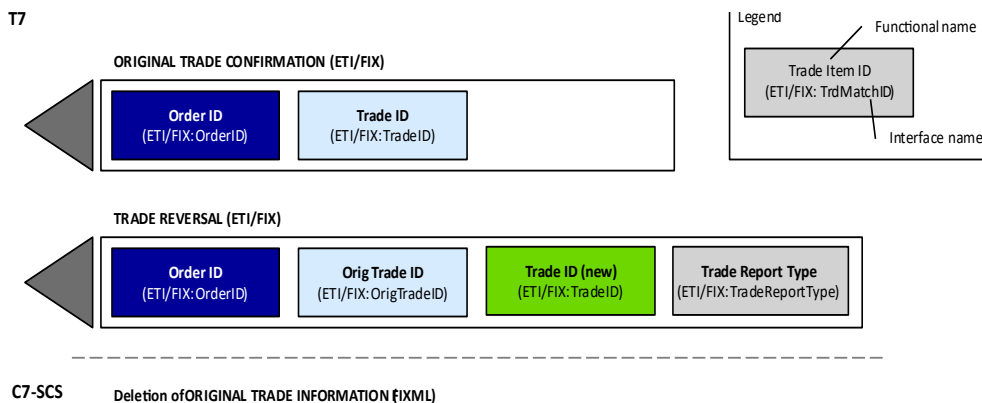 T7
Legend
Functional name
ORIGINAL TRADE CONFIRMATION (ETI/FIX)
Trade Item ID
(ETI/FIX: TrdMatchID)
Order ID
(ETI/FIX:OrderID)
Trade ID
(ETI/FIX:TradeID)
Interface name
TRADE REVERSAL (ETI/FIX)
Order ID
(ETI/FIX:OrderID)
Orig Trade ID
(ETI/FIX:OrigTradeID)
Trade ID (new)
(ETI/FIX:TradeID)
Trade Report Type
(ETI/FIX:TradeReportType)
C7-SCS
Deletion of ORIGINAL TRADE INFORMATION (FIXML)